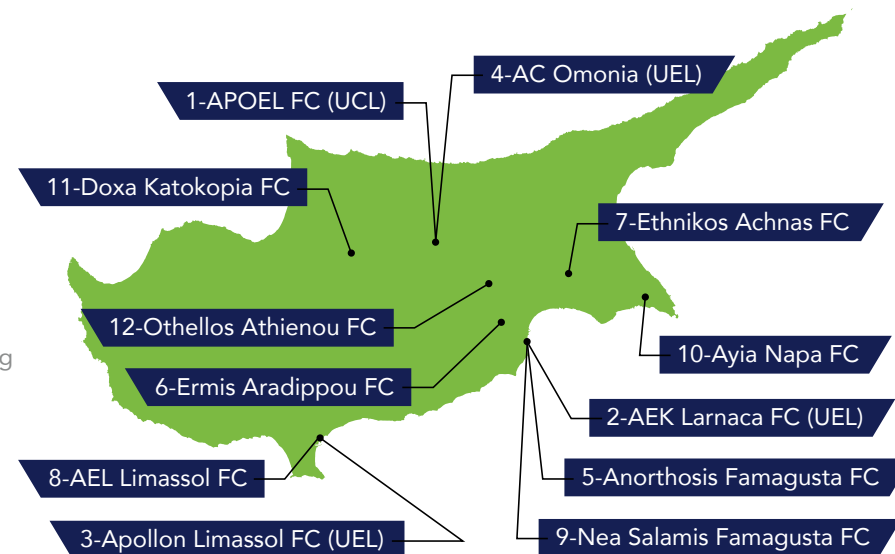 4-AC Omonia (UEL)
1-APOEL FC (UCL)
11-Doxa Katokopia FC
7-Ethnikos Achnas FC
12-Othellos Athienou FC
g
10-Ayia Napa FC
6-Ermis Aradippou FC
2-AEK Larnaca FC (UEL)
8-AEL Limassol FC
5-Anorthosis Famagusta FC
3-Apollon Limassol FC (UEL)
9-Nea Salamis Famagusta FC